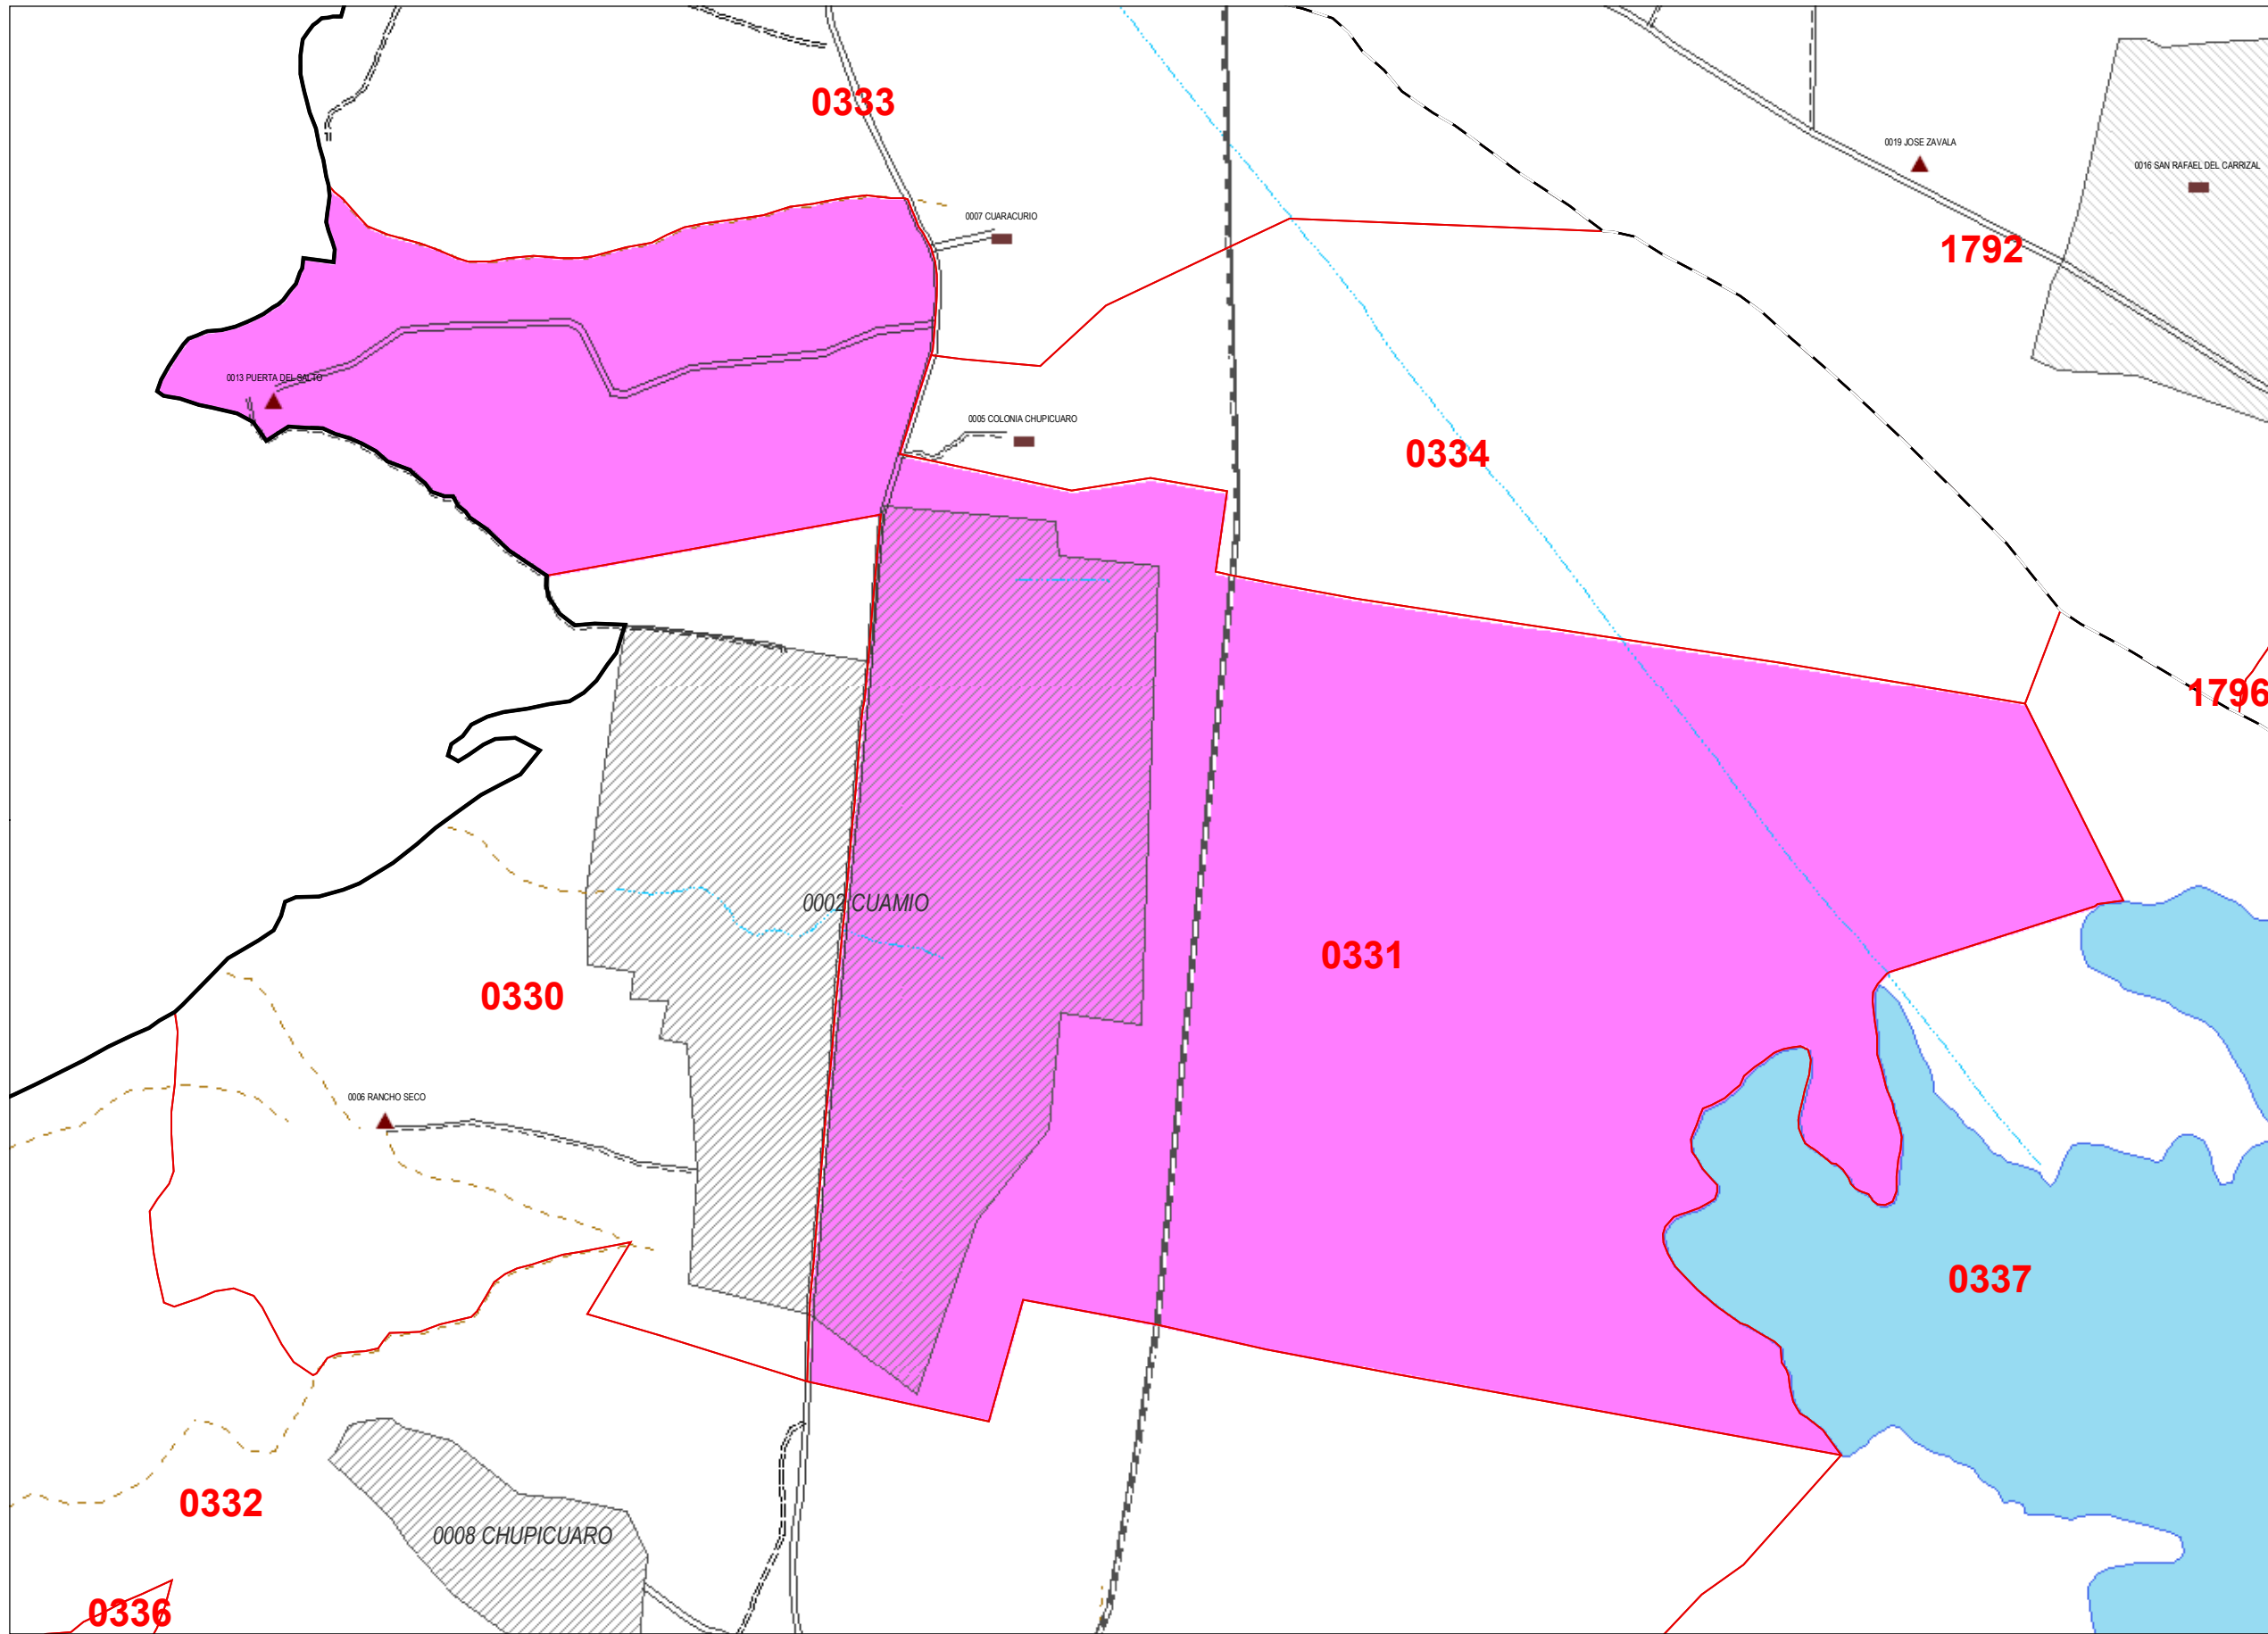 0333
0019 JOSE ZAVALA
0016 SAN RAFAEL DEL CARRIZAL
0007 CUARACURIO
1792
0013 PUERTA DEL SALTO
0005 COLONIA CHUPICUARO
0334
1796
0002 CUAMIO
0331
0330
0006 RANCHO SECO
0337
0332
0008 CHUPICUARO
0336